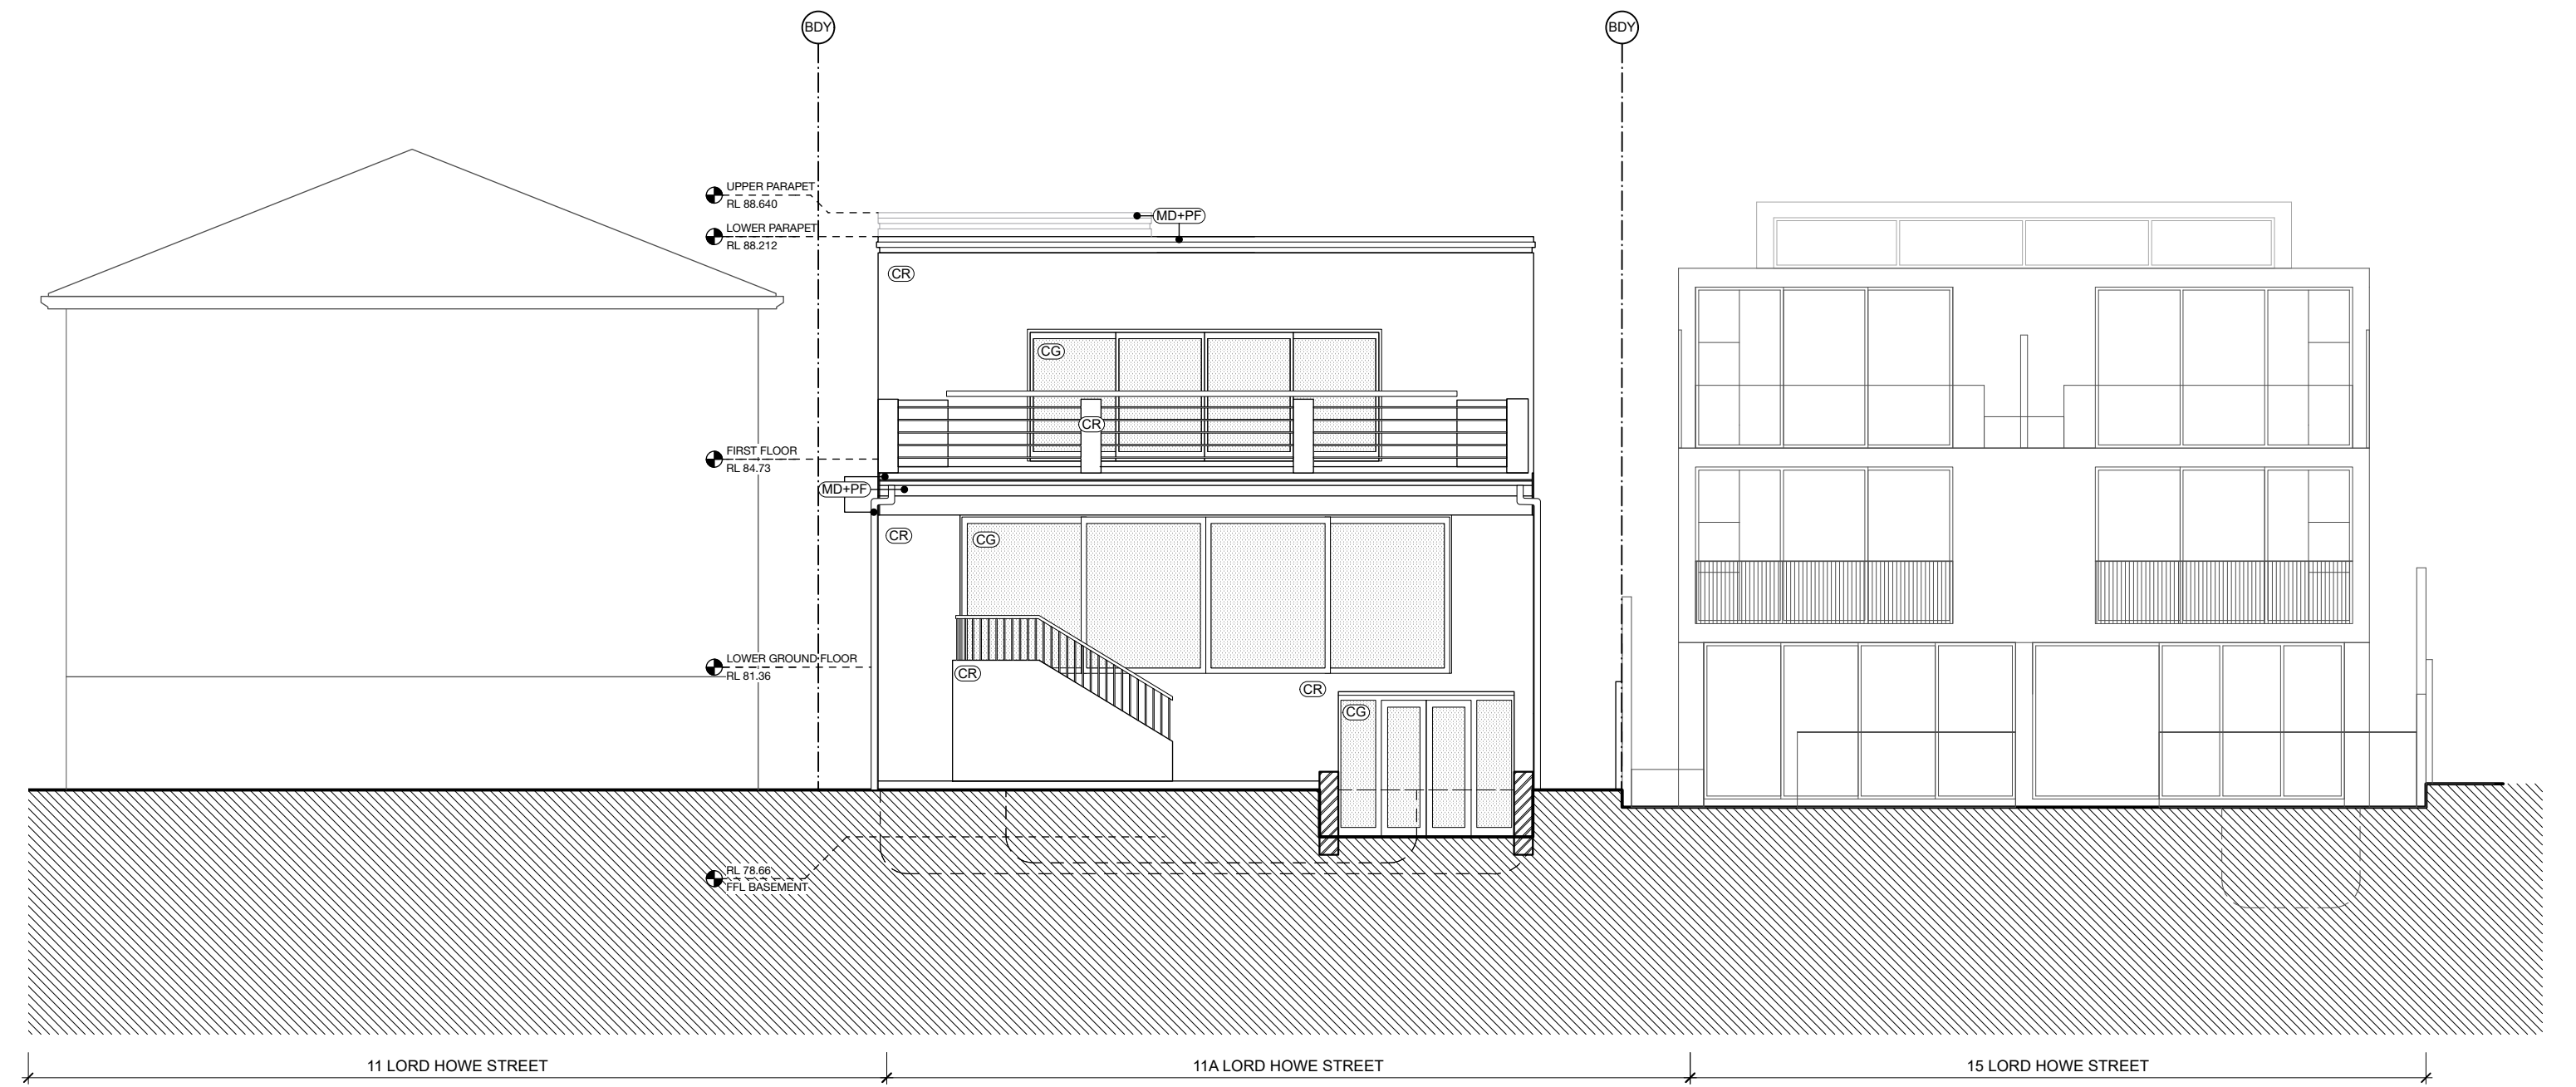 BDY
BDY
UPPER PARAPET
RL 88.640
MD+PF
LOWER PARAPET
RL 88.212
CR
CG
CR
FIRST FLOOR
RL 84.73
MD+PF
CR
CG
LOWER GROUND FLOOR
RL 81.36
CR
CR
CG
RL 78.66
FFL BASEMENT
11 LORD HOWE STREET
11A LORD HOWE STREET
15 LORD HOWE STREET